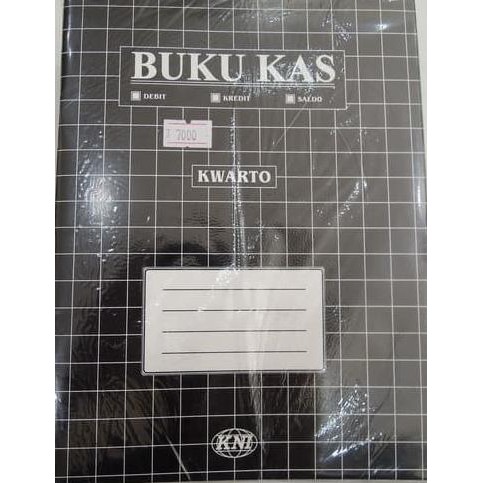 BUKU KAS
DEBIT KREDIT SALDO
7000
KWARTO
KNI